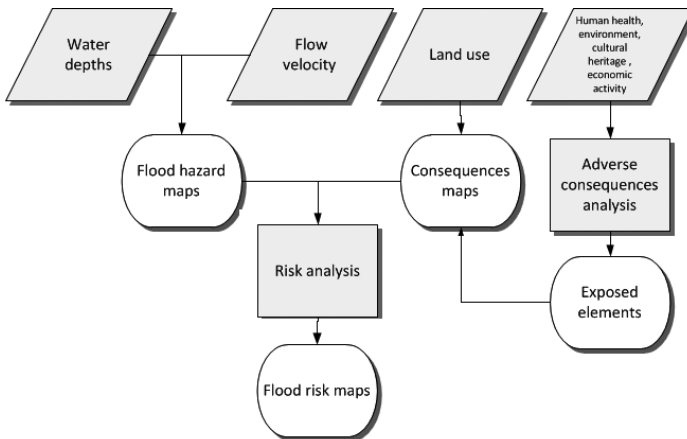 Water
depths
Flow
velocity
Land use
Human health,
environment,
cultural
heritage ,
economic
activity
Flood hazard
maps
Consequences
maps
Adverse
consequences
analysis
Risk analysis
Exposed
elements
Flood risk maps